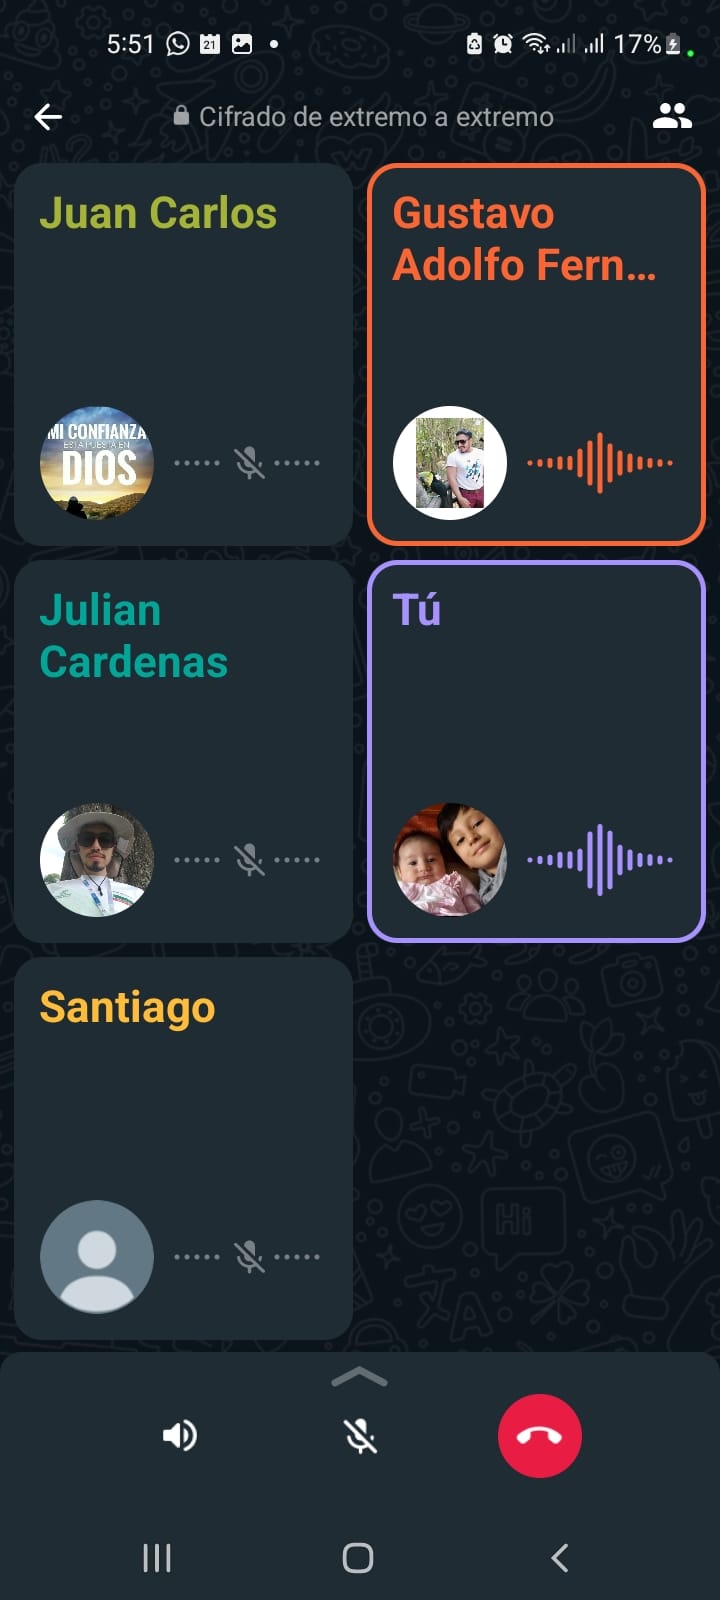 5:51
21
17%
Cifrado de extremo a extremo
Juan Carlos
Gustavo
Adolfo Fern...
MI CONFIANZA
ESTÁ PUESTA EN
DIOS
Julian
Cardenas
Tú
Santiago
Hi